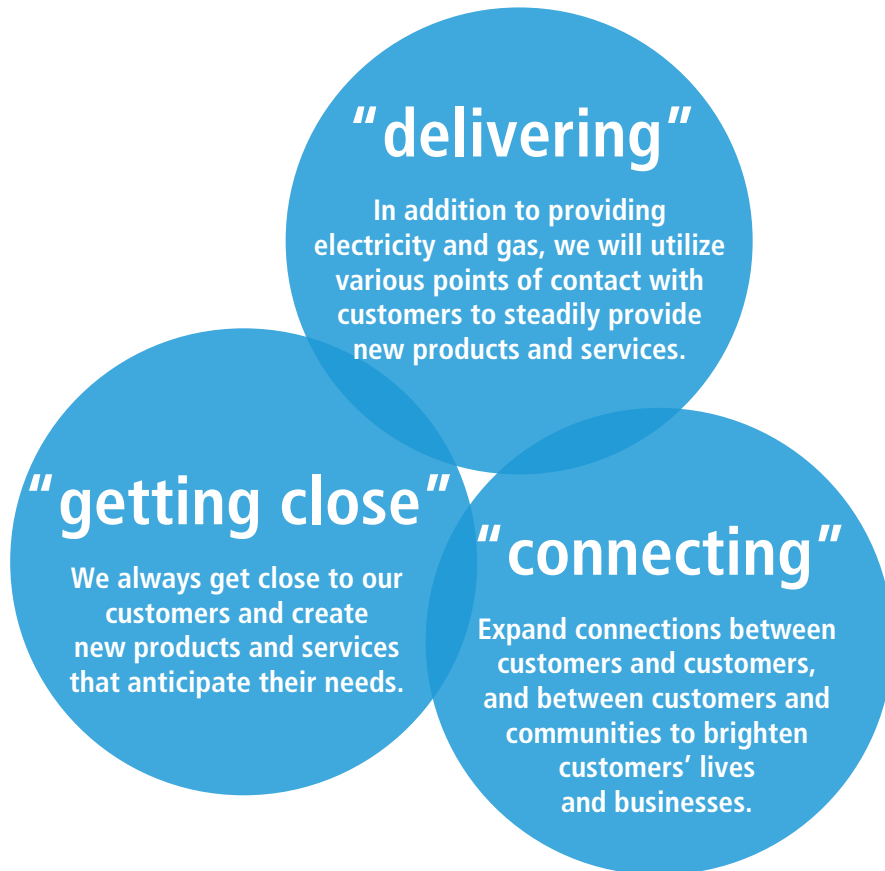 “delivering”
In addition to providing
electricity and gas, we will utilize
various points of contact with
customers to steadily provide
new products and services.
“getting close”
We always get close to our
customers and create
new products and services
that anticipate their needs.
“connecting”
Expand connections between
customers and customers,
and between customers and
communities to brighten
customers’ lives
and businesses.